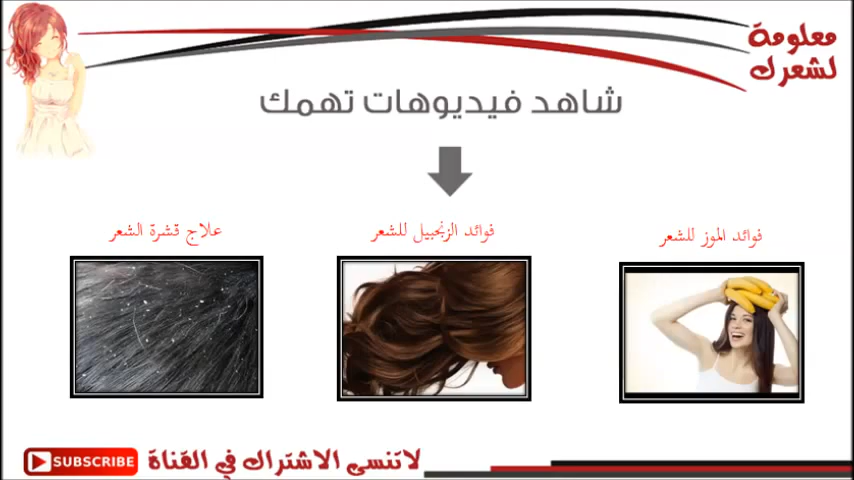 معلومة
لشعرك
شاهد فيديوهات تهمك
فوائد الموز للشعر
فوائد الزنجبيل للشعر
علاج قشرة الشعر
لاتنسى الاشتراك في القناة
SUBSCRIBE